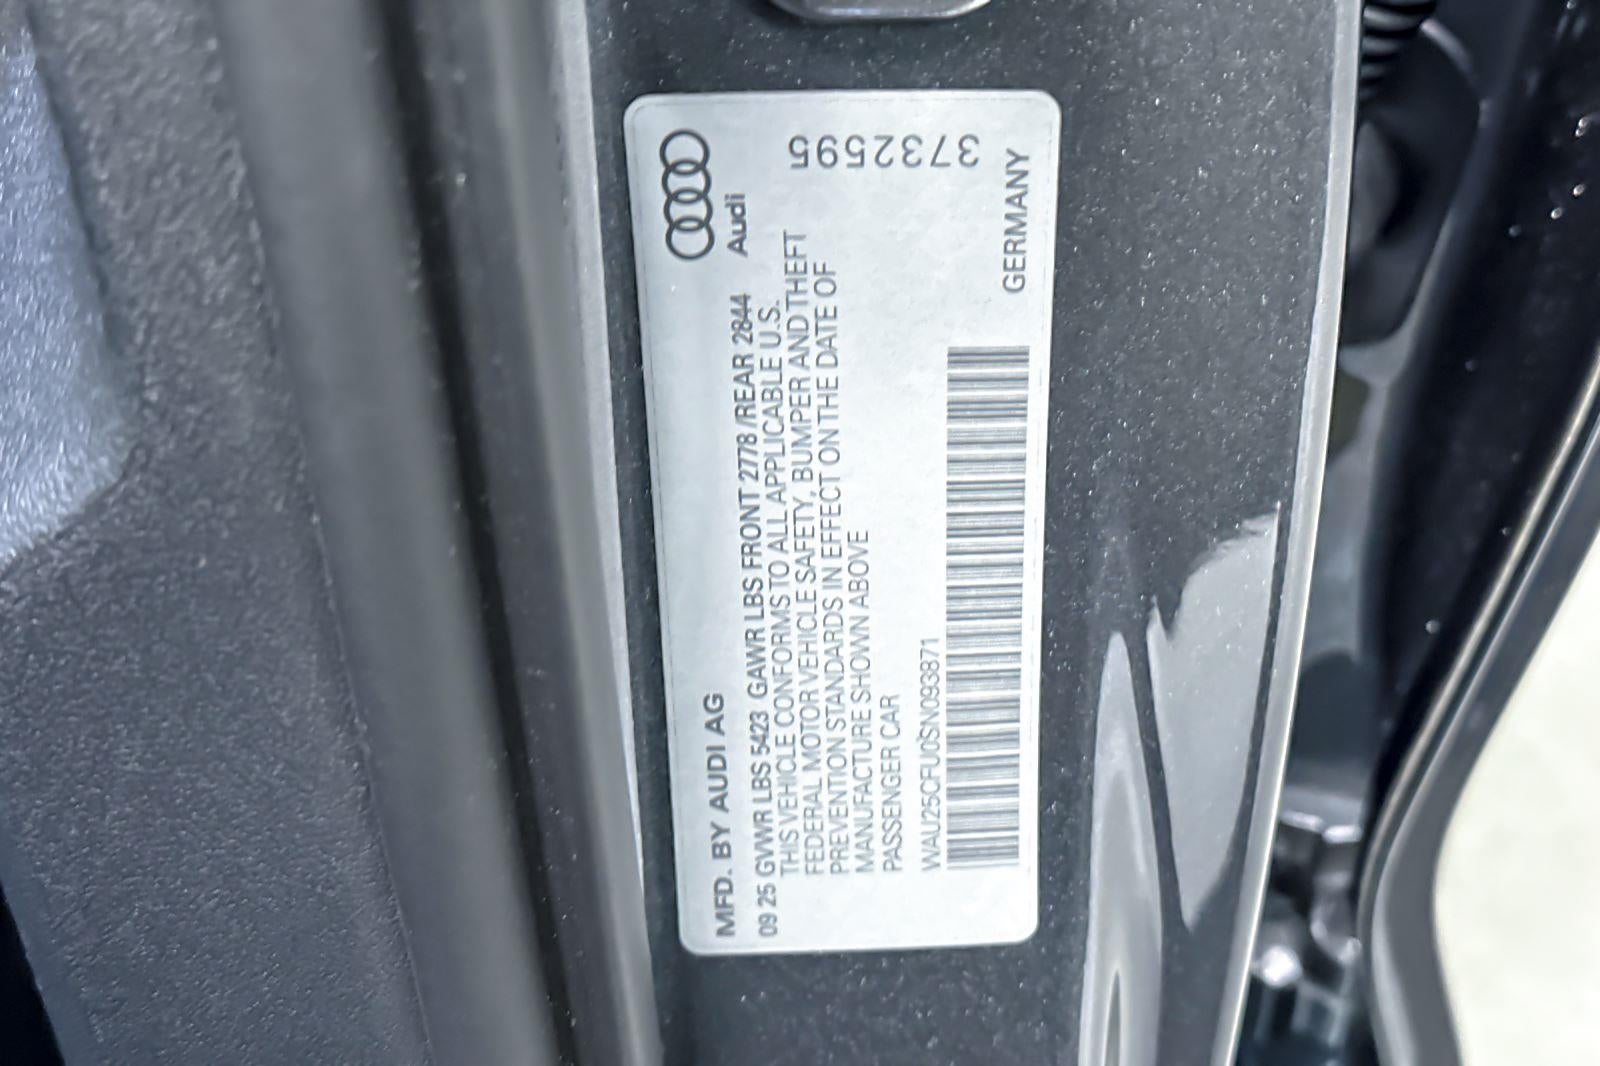 MFD. BY AUDI AG
Audi
09 25 GVWR LBS 5423 GAWR LBS FRONT 2778 /REAR 2844
THIS VEHICLE CONFORMS TO ALL APPLICABLE U.S.
FEDERAL MOTOR VEHICLE SAFETY, BUMPER AND THEFT
PREVENTION STANDARDS IN EFFECT ON THE DATE OF
MANUFACTURE SHOWN ABOVE
PASSENGER CAR
WAU25CFU0SN093871
GERMANY
3732595